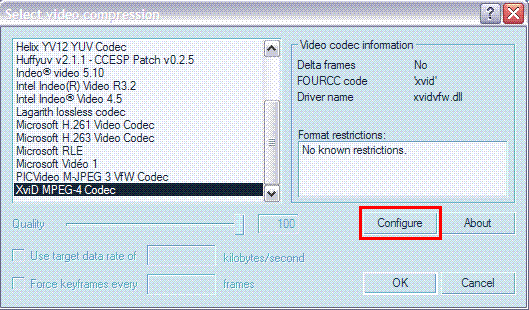 Select video compression
Helix YV12 YUV Codec
Huffyuv v2.1.1 - CCESP Patch v0.2.5
Indeo® video 5.10
Intel Indeo(R) Video R3.2
Intel Indeo® Video 4.5
Lagarith lossless codec
Microsoft H.261 Video Codec
Microsoft H.263 Video Codec
Microsoft RLE
Microsoft Vidéo 1
PICVideo M-JPEG 3 VfW Codec
XviD MPEG-4 Codec
Video codec information
Delta frames No
FOURCC code 'xvid'
Driver name xvidvfw.dll
Format restrictions:
No known restrictions.
Quality 100
Configure About
Use target data rate of kilobytes/second
Force keyframes every frames
OK Cancel